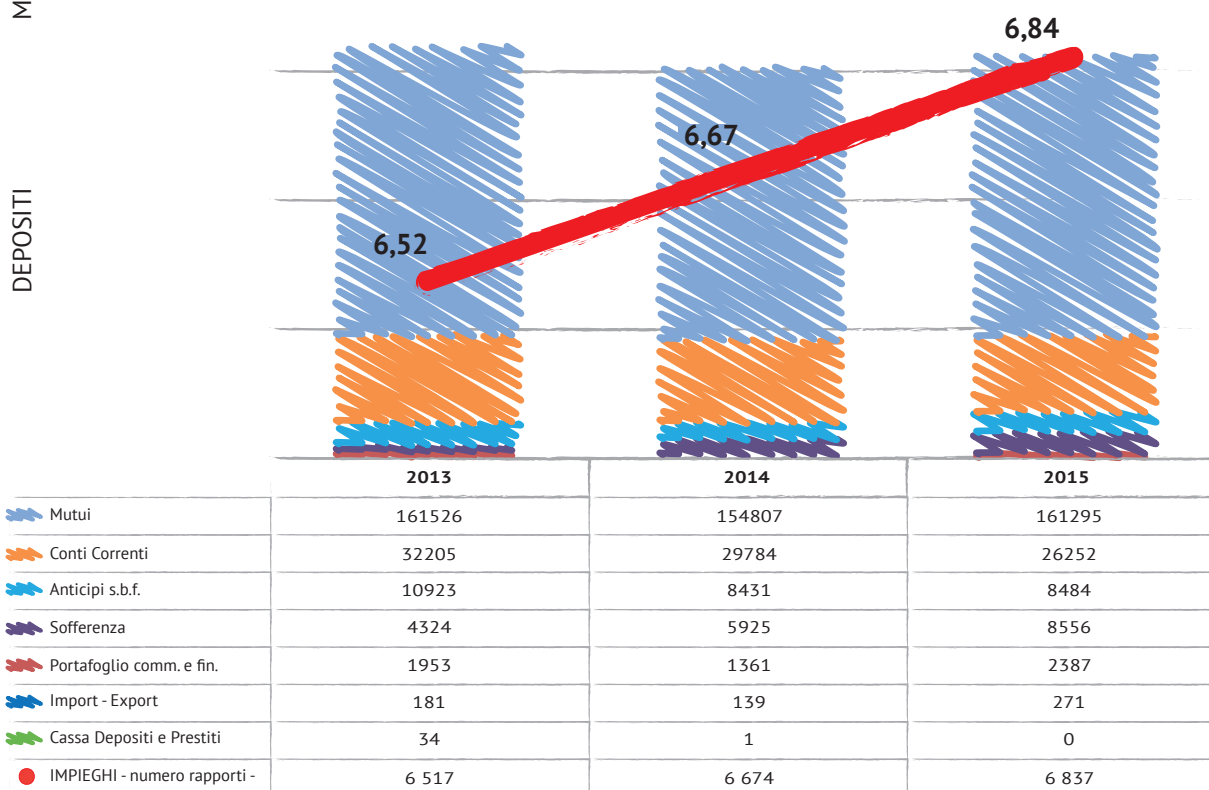 M
DEPOSITI
6,84
6,67
6,52
2013 2014 2015
Mutui 161526 154807 161295
Conti Correnti 32205 29784 26252
Anticipi s.b.f. 10923 8431 8484
Sofferenza 4324 5925 8556
Portafoglio comm. e fin. 1953 1361 2387
Import - Export 181 139 271
Cassa Depositi e Prestiti 34 1 0
IMPIEGHI - numero rapporti - 6 517 6 674 6 837